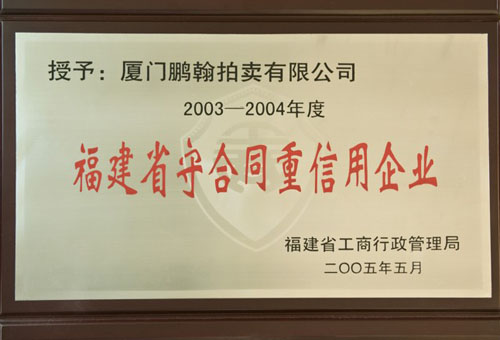 授予：厦门鹏翰拍卖有限公司
2003—2004年度
福建省守合同重信用企业
福建省工商行政管理局
二〇〇五年五月